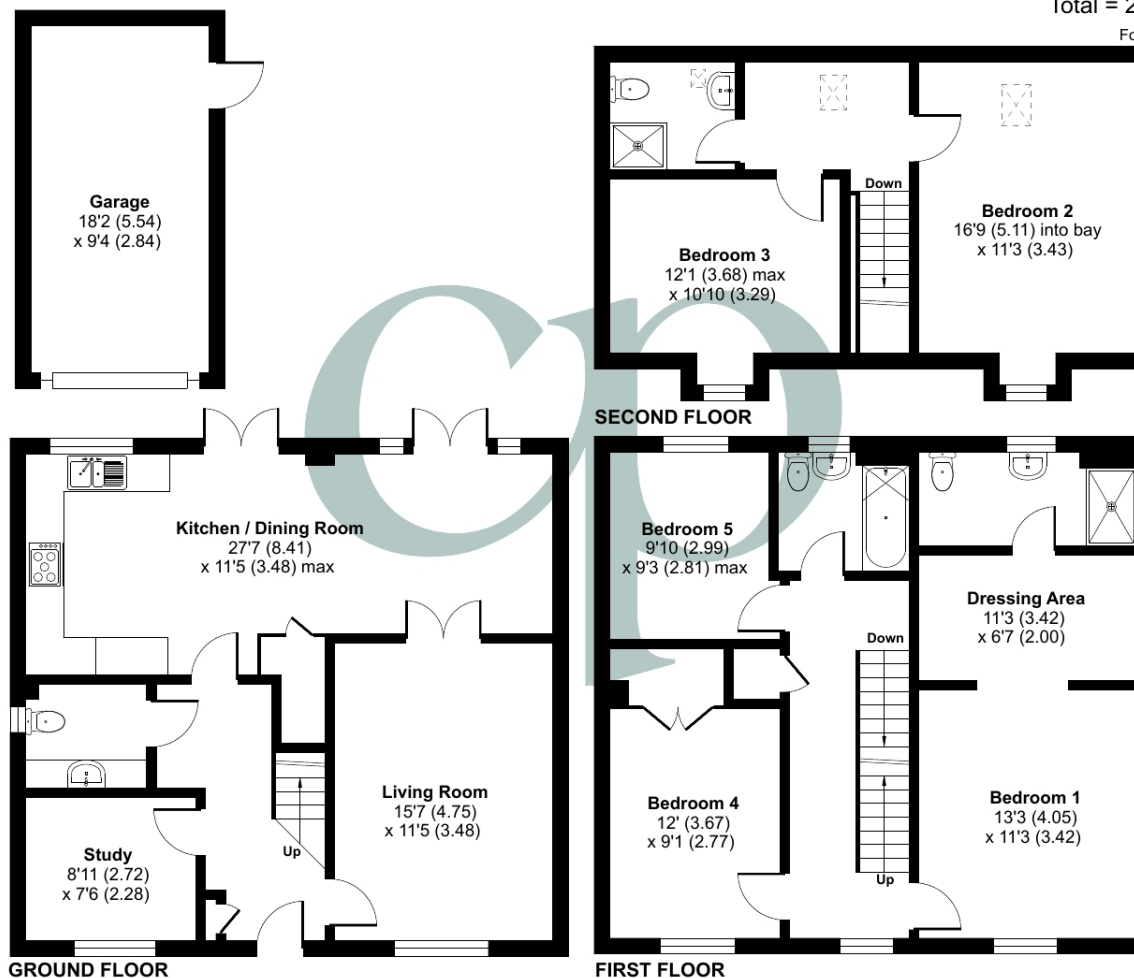 Total = 2
Fo
Garage
18'2 (5.54)
x 9'4 (2.84)
Down
Bedroom 2
16'9 (5.11) into bay
x 11'3 (3.43)
Bedroom 3
12'1 (3.68) max
x 10'10 (3.29)
SECOND FLOOR
cp
Kitchen / Dining Room
27'7 (8.41)
x 11'5 (3.48) max
Bedroom 5
9'10 (2.99)
x 9'3 (2.81) max
Dressing Area
11'3 (3.42)
x 6'7 (2.00)
Down
Living Room
15'7 (4.75)
x 11'5 (3.48)
Bedroom 4
12' (3.67)
x 9'1 (2.77)
Bedroom 1
13'3 (4.05)
x 11'3 (3.42)
Study
8'11 (2.72)
x 7'6 (2.28)
Up
Up
GROUND FLOOR
FIRST FLOOR